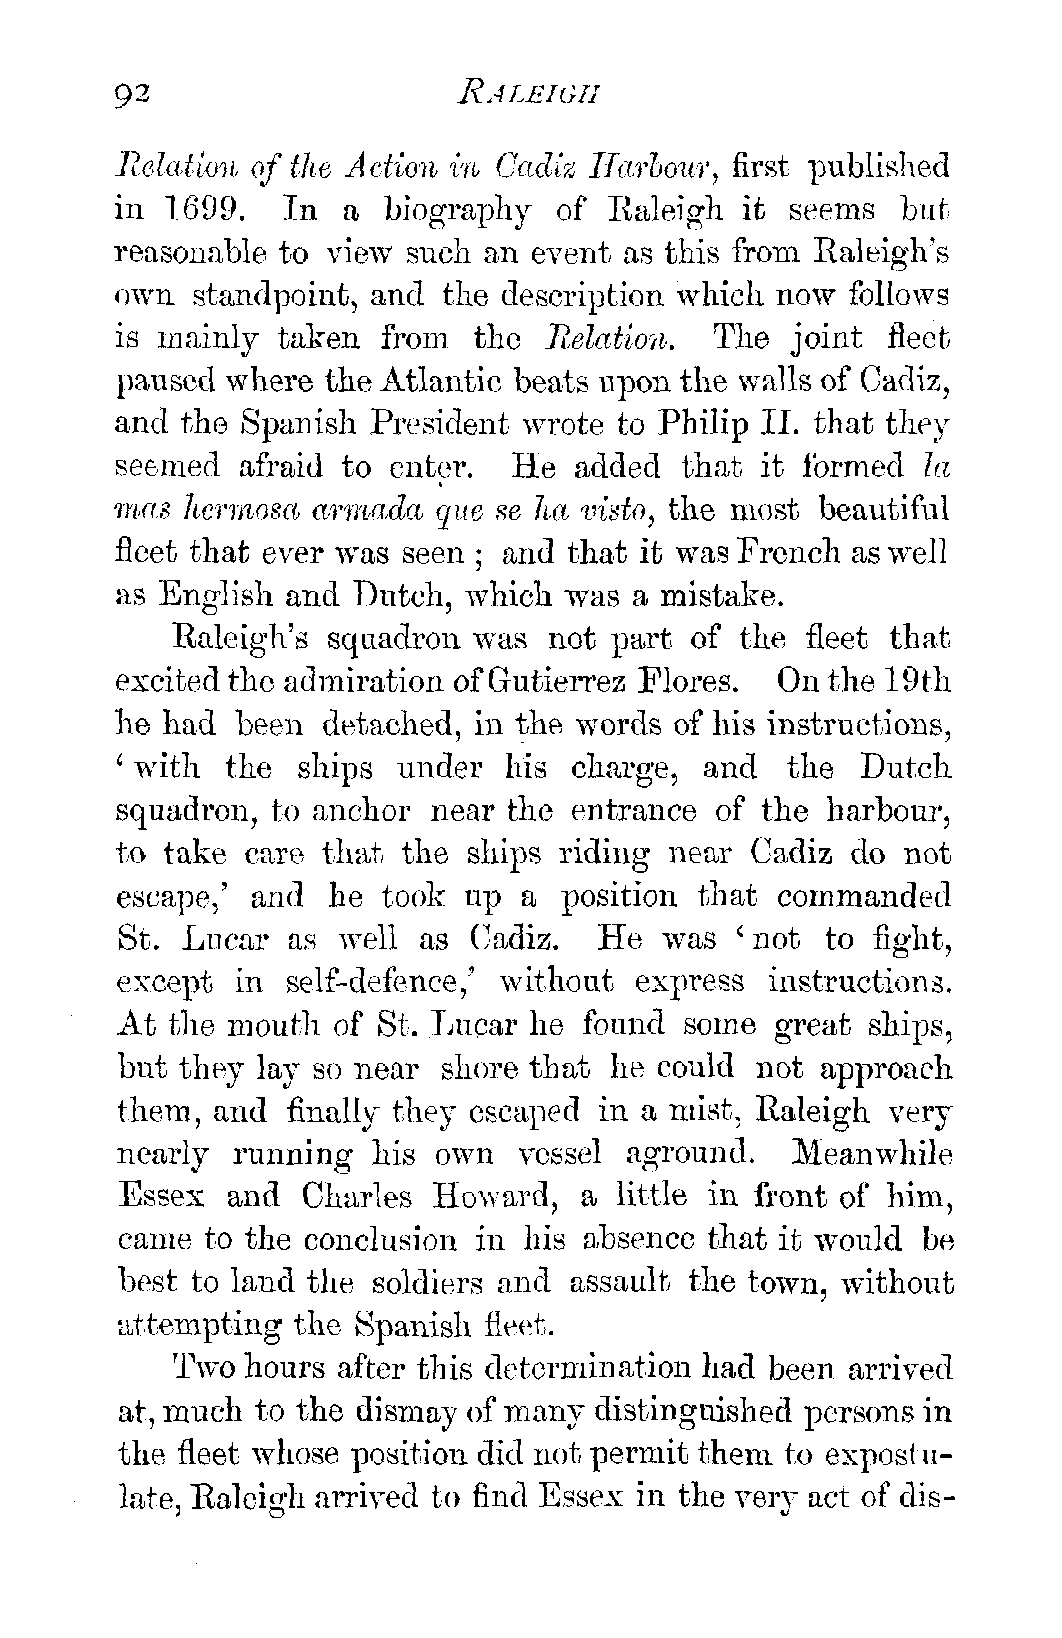 92 RALEIGH
Relation of the Action in Cadiz Harbour, first published
in 1699. In a biography of Raleigh it seems but
reasonable to view such an event as this from Raleigh's
own standpoint, and the description which now follows
is mainly taken from the Relation. The joint fleet
paused where the Atlantic beats upon the walls of Cadiz,
and the Spanish President wrote to Philip II. that they
seemed afraid to enter. He added that it formed la
mas hermosa armada que se ha visto, the most beautiful
fleet that ever was seen ; and that it was French as well
as English and Dutch, which was a mistake.
Raleigh's squadron was not part of the fleet that
excited the admiration of Gutierrez Flores. On the 19th
he had been detached, in the words of his instructions,
‘ with the ships under his charge, and the Dutch
squadron, to anchor near the entrance of the harbour,
to take care that the ships riding near Cadiz do not
escape,’ and he took up a position that commanded
St. Lucar as well as Cadiz. He was ‘ not to fight,
except in self-defence,’ without express instructions.
At the mouth of St. Lucar he found some great ships,
but they lay so near shore that he could not approach
them, and finally they escaped in a mist, Raleigh very
nearly running his own vessel aground. Meanwhile
Essex and Charles Howard, a little in front of him,
came to the conclusion in his absence that it would be
best to land the soldiers and assault the town, without
attempting the Spanish fleet.
Two hours after this determination had been arrived
at, much to the dismay of many distinguished persons in
the fleet whose position did not permit them to expostu-
late, Raleigh arrived to find Essex in the very act of dis-